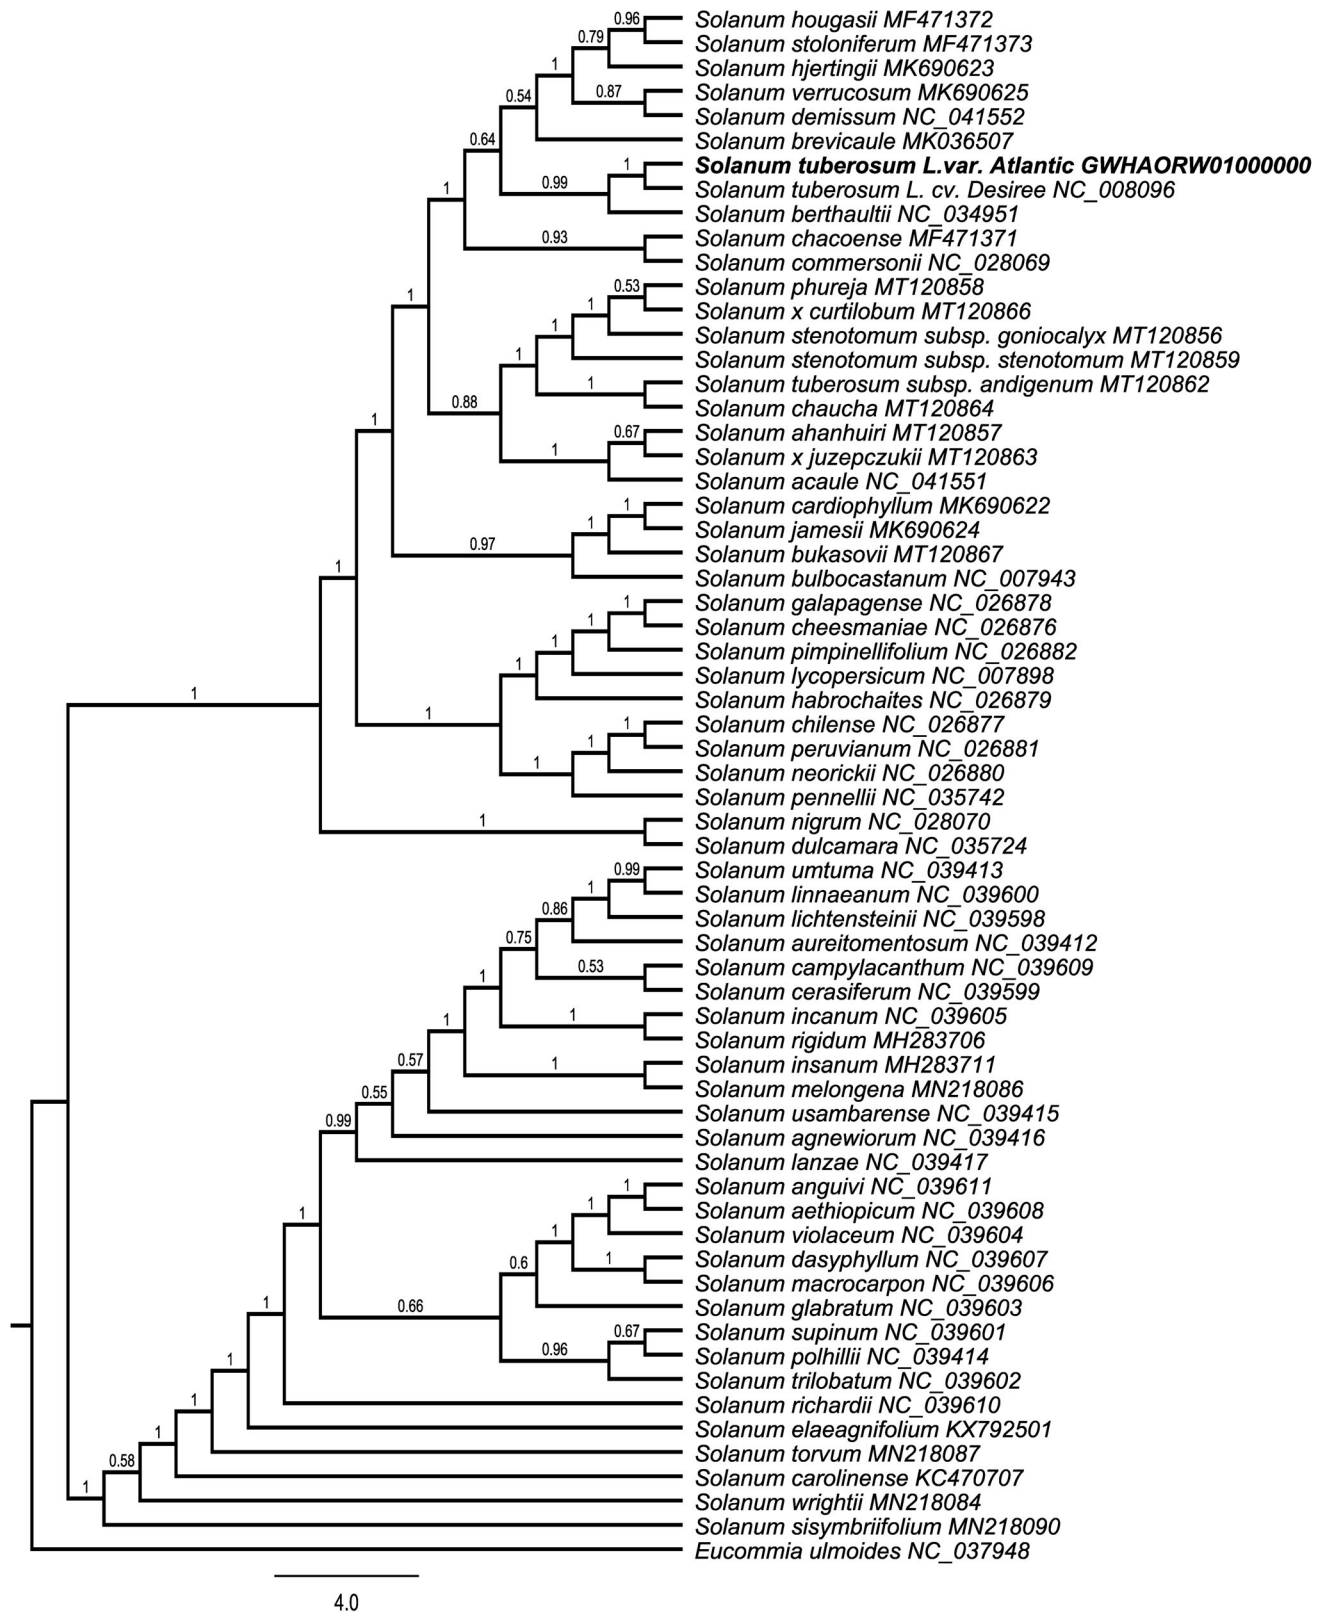 0.96 Solanum hougasii MF471372
0.79 Solanum stoloniferum MF471373
1 Solanum hjertingii MK690623
0.54 0.87 Solanum verrucosum MK690625
Solanum demissum NC_041552
0.64 Solanum brevicaule MK036507
1 Solanum tuberosum L.var. Atlantic GWHAORW01000000
1 0.99 Solanum tuberosum L. cv. Desiree NC_008096
Solanum berthaultii NC_034951
0.93 Solanum chacoense MF471371
Solanum commersonii NC_028069
1 0.53 Solanum phureja MT120858
1 Solanum x curtilobum MT120866
1 Solanum stenotomum subsp. goniocalyx MT120856
1 Solanum stenotomum subsp. stenotomum MT120859
1 Solanum tuberosum subsp. andigenum MT120862
0.88 Solanum chaucha MT120864
1 0.67 Solanum ahanhuiri MT120857
1 Solanum x juzepczukii MT120863
Solanum acaule NC_041551
1 Solanum cardiophyllum MK690622
1 Solanum jamesii MK690624
0.97 Solanum bukasovii MT120867
1 Solanum bulbocastanum NC_007943
1 Solanum galapagense NC_026878
1 Solanum cheesmaniae NC_026876
1 Solanum pimpinellifolium NC_026882
1 Solanum lycopersicum NC_007898
1 Solanum habrochaites NC_026879
1 1 Solanum chilense NC_026877
1 Solanum peruvianum NC_026881
1 Solanum neorickii NC_026880
Solanum pennellii NC_035742
1 Solanum nigrum NC_028070
Solanum dulcamara NC_035724
0.99 Solanum umtuma NC_039413
1 Solanum linnaeanum NC_039600
0.86 Solanum lichtensteinii NC_039598
0.75 Solanum aureitomentosum NC_039412
1 0.53 Solanum campylacanthum NC_039609
Solanum cerasiferum NC_039599
1 1 Solanum incanum NC_039605
Solanum rigidum MH283706
0.57 1 Solanum insanum MH283711
0.55 Solanum melongena MN218086
0.99 Solanum usambarense NC_039415
Solanum agnewiorum NC_039416
Solanum lanzae NC_039417
1 Solanum anguivi NC_039611
1 1 Solanum aethiopicum NC_039608
1 Solanum violaceum NC_039604
0.6 1 Solanum dasyphyllum NC_039607
Solanum macrocarpon NC_039606
1 0.66 Solanum glabratum NC_039603
0.67 Solanum supinum NC_039601
1 0.96 Solanum polhillii NC_039414
Solanum trilobatum NC_039602
1 Solanum richardii NC_039610
1 Solanum elaeagnifolium KX792501
0.58 Solanum torvum MN218087
1 Solanum carolinense KC470707
Solanum wrightii MN218084
Solanum sisymbriifolium MN218090
Eucommia ulmoides NC_037948
4.0